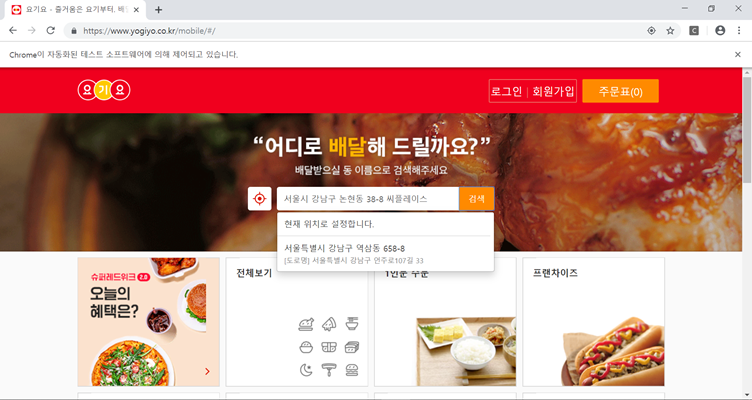 요기요 - 즐거움은 요기부터, 배
https://www.yogiyo.co.kr/mobile/#/
Chrome이 자동화된 테스트 소프트웨어에 의해 제어되고 있습니다.
요기요
로그인 | 회원가입
주문표(0)
“어디로 배달해 드릴까요?”
배달받으실 동 이름으로 검색해주세요
서울시 강남구 논현동 38-8 씨플레이스
검색
현재 위치로 설정합니다.
서울특별시 강남구 역삼동 658-8
[도로명] 서울특별시 강남구 언주로107길 33
슈퍼레드위크
오늘의
혜택은?
전체보기
1인분 주문
프랜차이즈